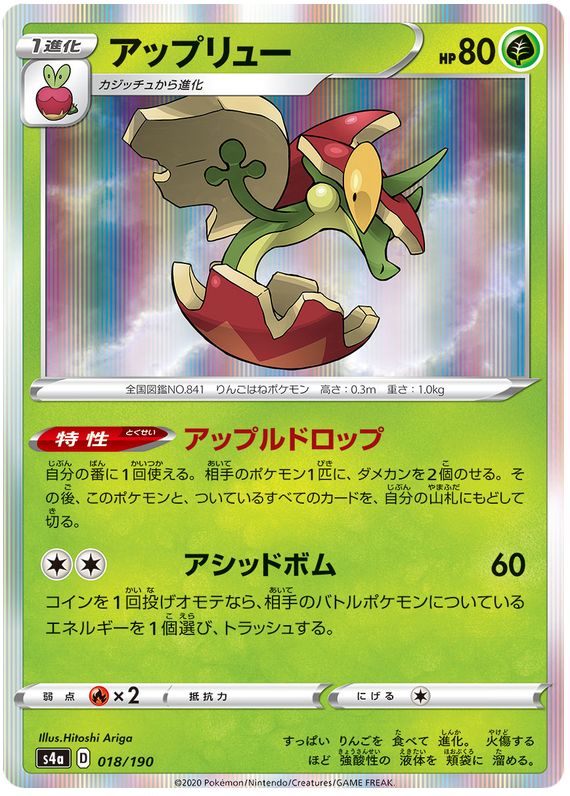 1進化
アップリュー
HP80
カジッチュから進化
全国図鑑NO.841 りんごはねポケモン 高さ:0.3m 重さ:1.0kg
特性 とくせい アップルドロップ
自分の番に1回使える。相手のポケモン1匹に、ダメカンを2個のせる。そ
の後、このポケモンと、ついているすべてのカードを、自分の山札にもどして
切る。
アシッドボム 60
コインを1回投げオモテなら、相手のバトルポケモンについている
エネルギーを1個選び、トラッシュする。
弱点 ×2 抵抗力 にげる
Illus.Hitoshi Ariga
すっぱい りんごを 食べて 進化。 火傷する
ほど 強酸性の 液体を 頬袋に 溜める。
s4a D 018/190
©2020 Pokémon/Nintendo/Creatures/GAME FREAK.